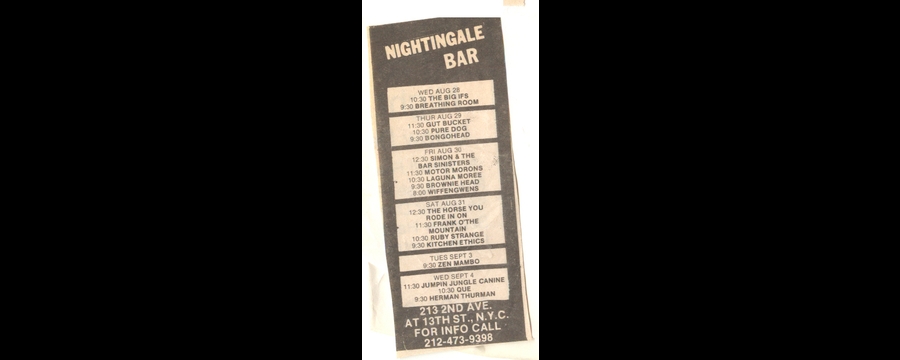 NIGHTINGALE
BAR
WED AUG 28
10:30 THE BIG IFS
9:30 BREATHING ROOM
THUR AUG 29
11:30 GUT BUCKET
10:30 PURE DOG
9:30 BONGOHEAD
FRI AUG 30
12:30 SIMON & THE
BAR SINISTERS
11:30 MOTOR MORONS
10:30 LAGUNA MOREE
9:30 BROWNIE HEAD
8:00 WIFFENGWENS
SAT AUG 31
12:30 THE HORSE YOU
RODE IN ON
11:30 FRANK O'THE
MOUNTAIN
10:30 RUBY STRANGE
9:30 KITCHEN ETHICS
TUES SEPT 3
9:30 ZEN MAMBO
WED SEPT 4
11:30 JUMPIN JUNGLE CANINE
10:30 QUE
9:30 HERMAN THURMAN
213 2ND AVE.
AT 13TH ST., N.Y.C.
FOR INFO CALL
212-473-9398